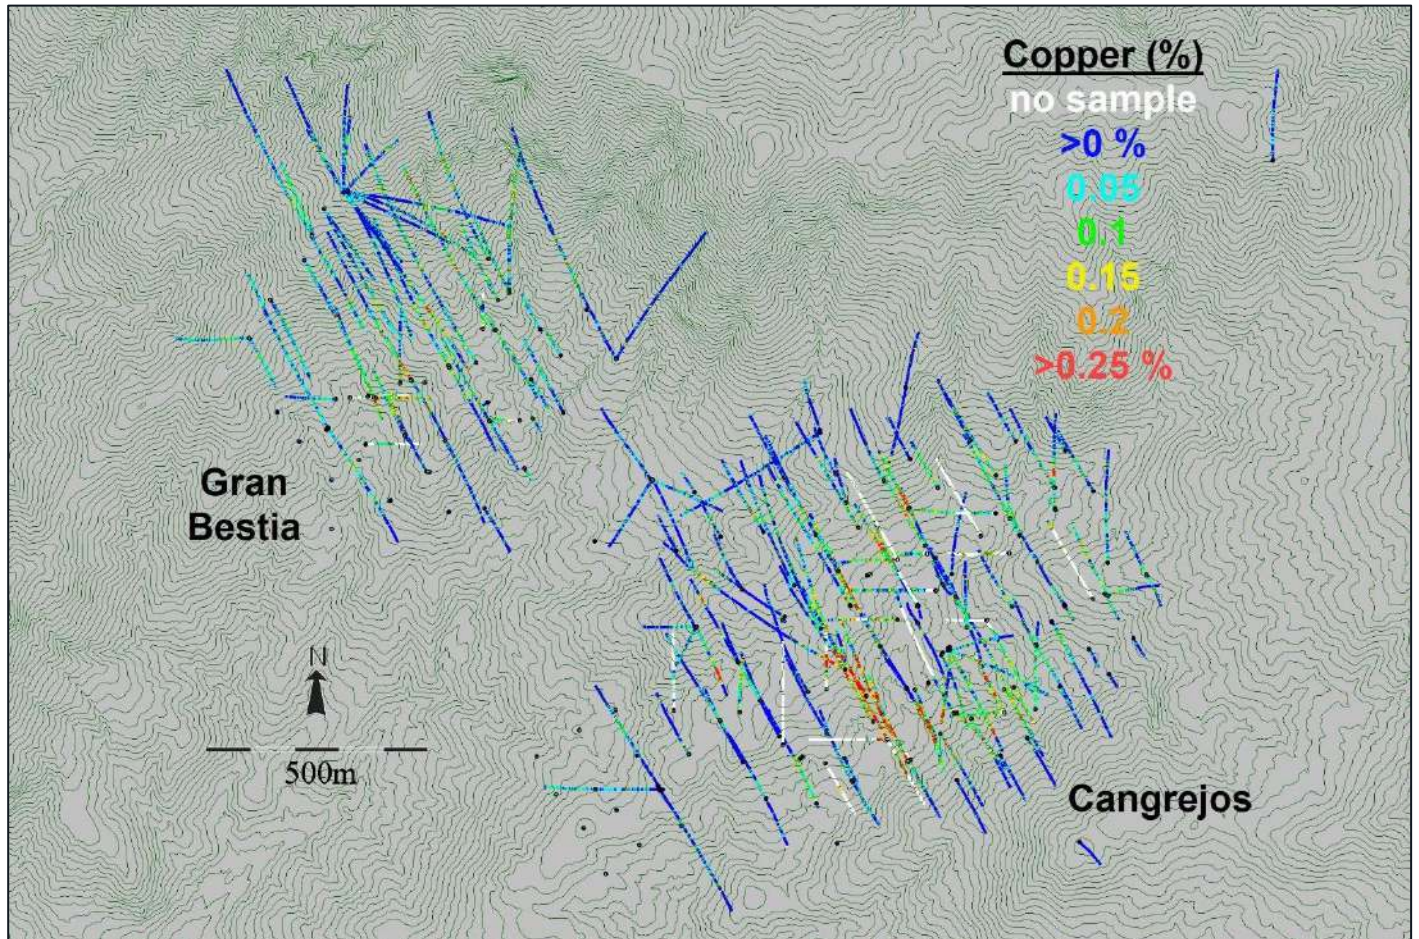 Copper (%)
no sample
>0 %
0.05
0.1
0.15
0.2
>0.25 %
Gran
Bestia
N
500m
Cangrejos